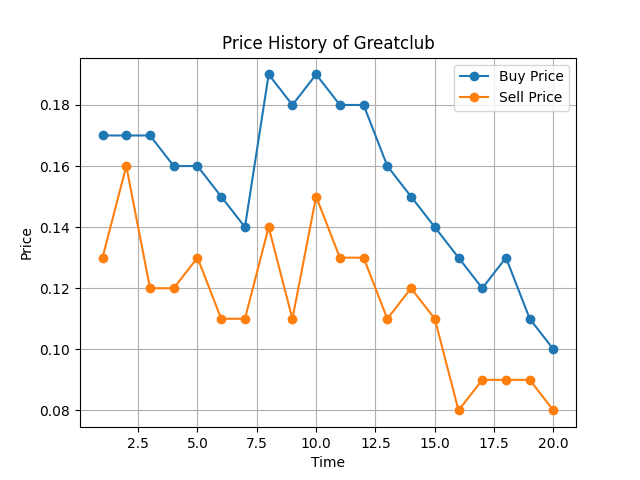 Price History of Greatclub
Buy Price
Sell Price
Price
0.18
0.16
0.14
0.12
0.10
0.08
2.5 5.0 7.5 10.0 12.5 15.0 17.5 20.0
Time